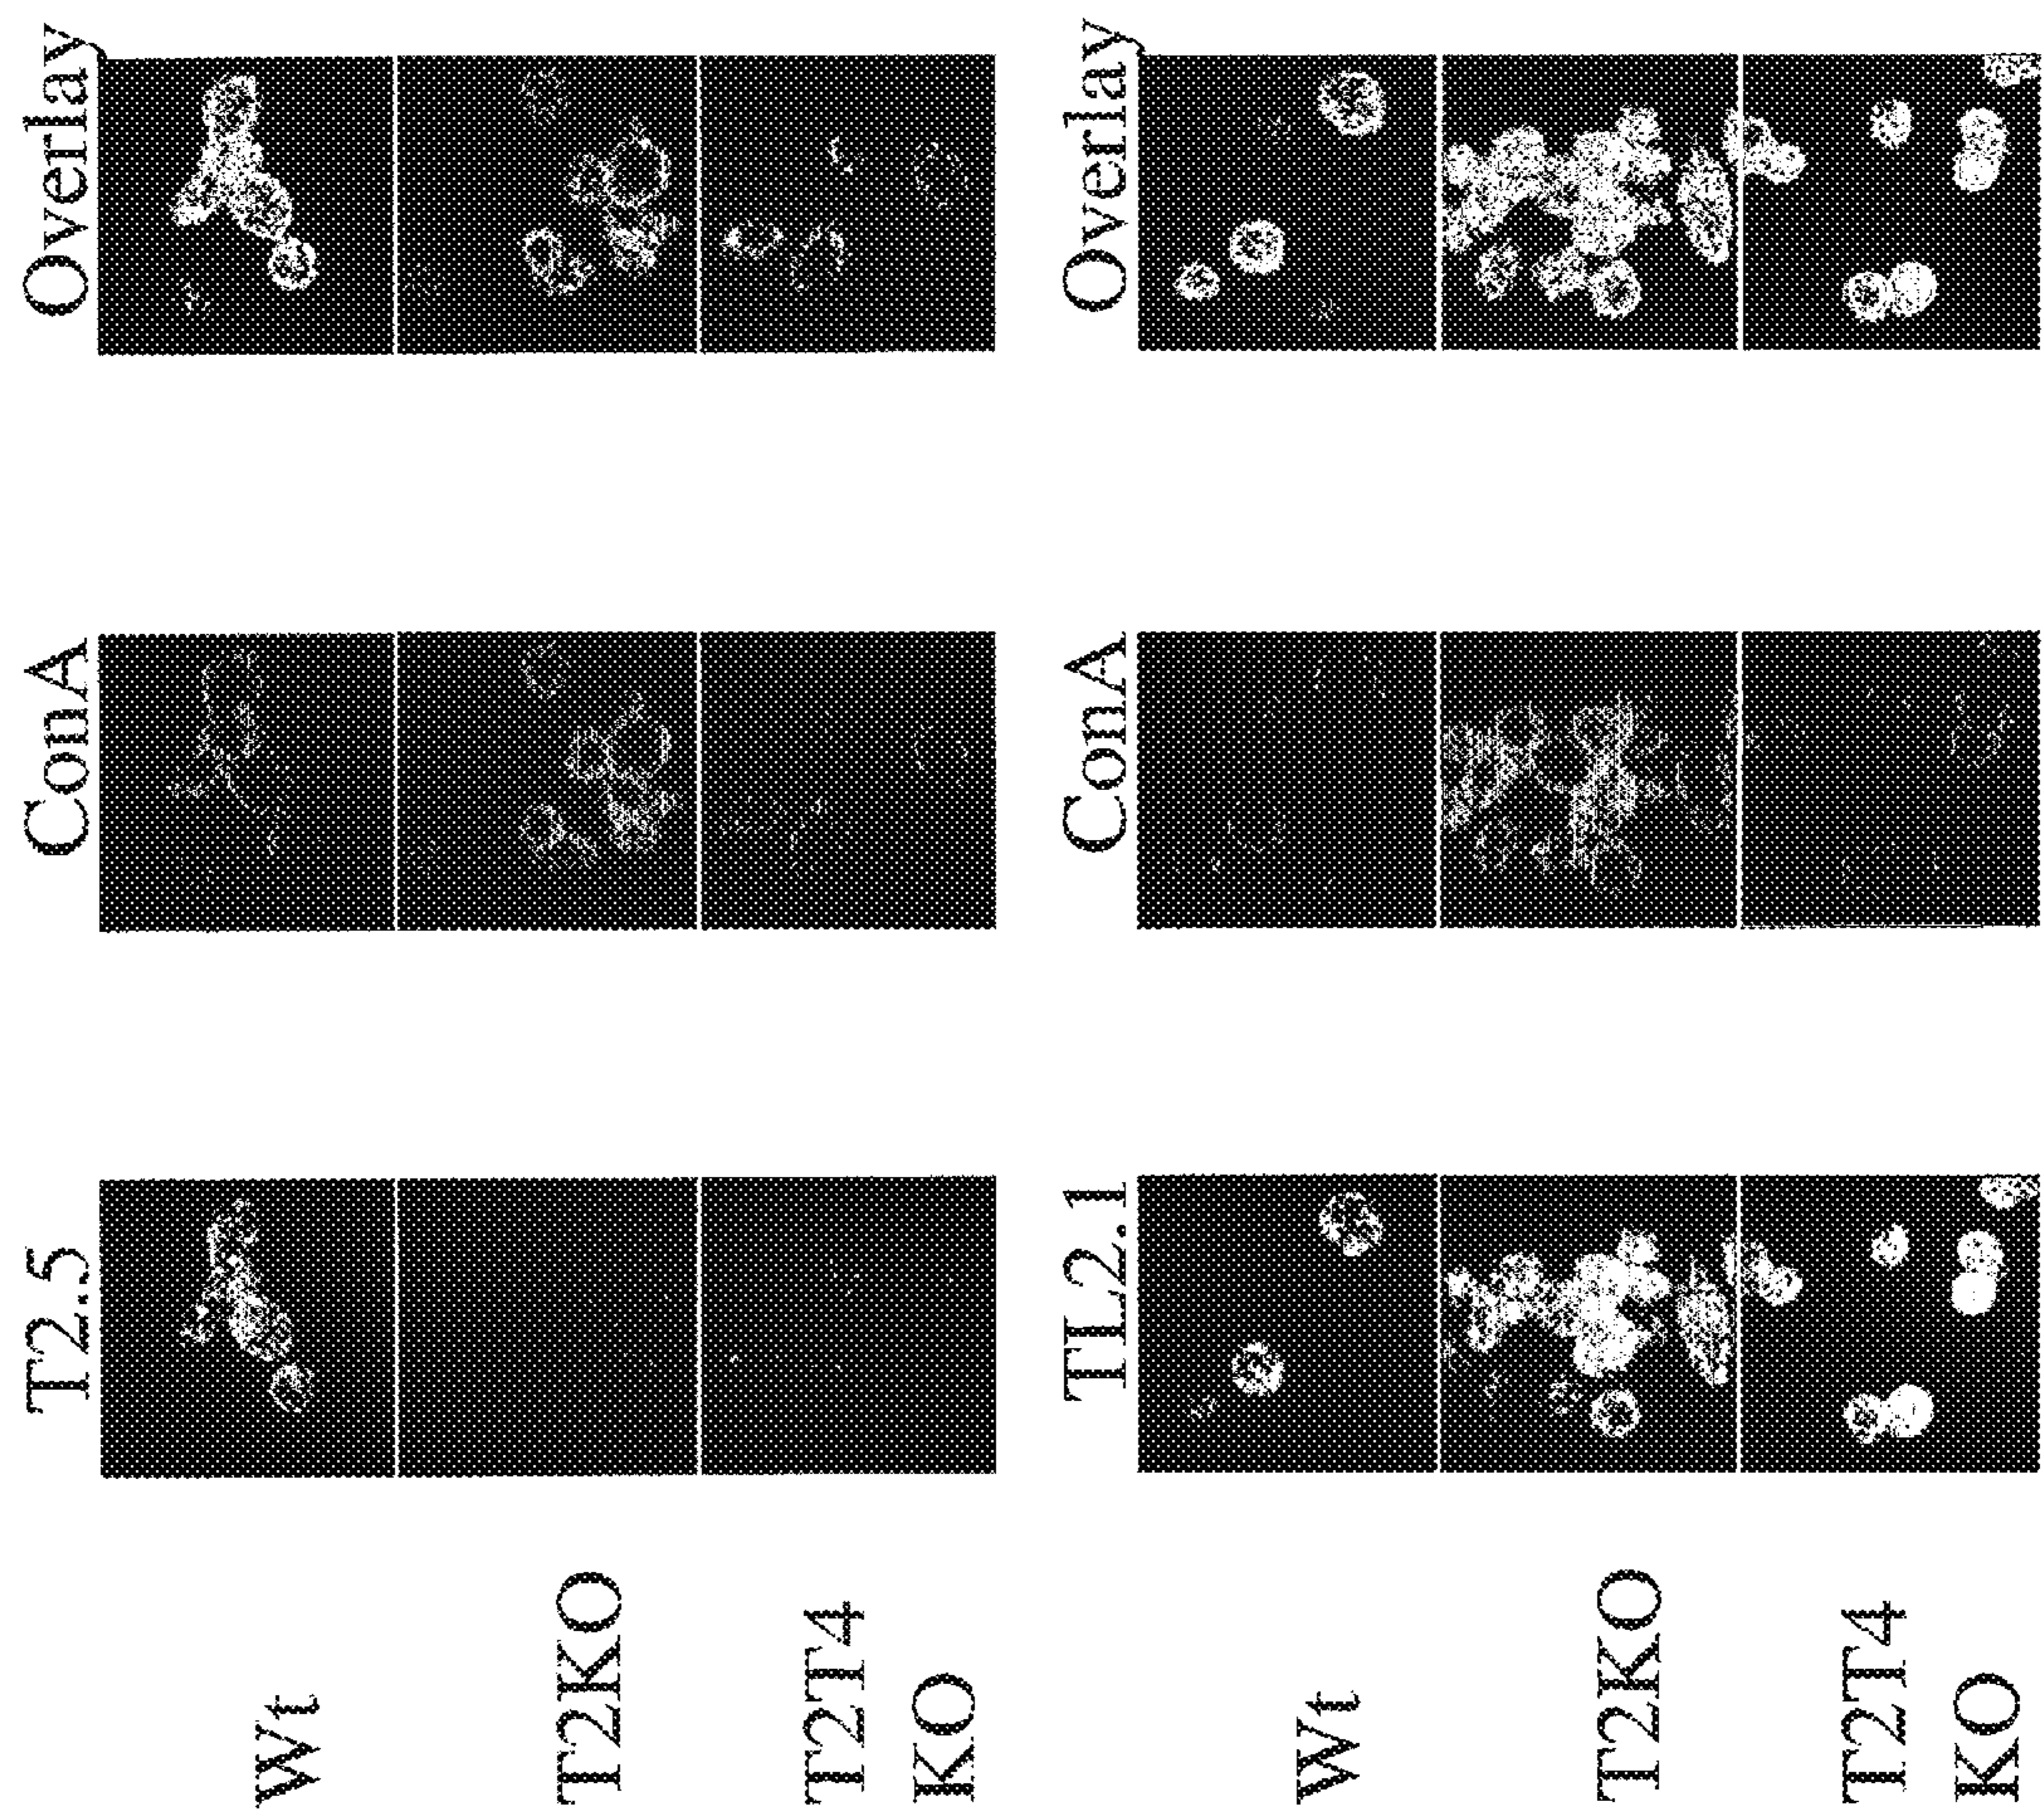 T2.5 ConA Overlay
Wt
T2KO
T2T4
KO
TL2.1 ConA Overlay
Wt
T2KO
T2T4
KO